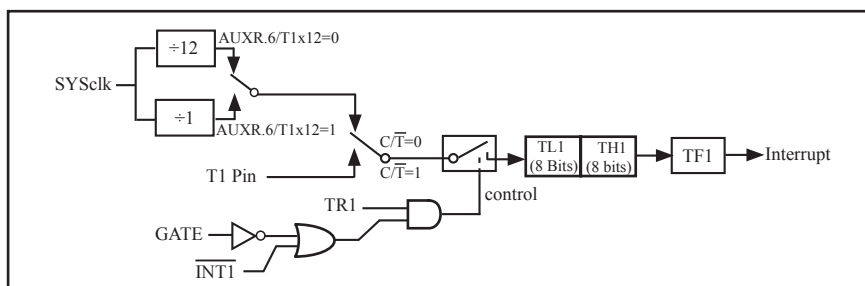 AUXR.6/T1x12=0
÷12
SYSclk
÷1
AUXR.6/T1x12=1
C/T̅=0
C/T̅=1
T1 Pin
TL1
(8 Bits)
TH1
(8 bits)
TF1
Interrupt
control
TR1
GATE
I̅N̅T̅1̅